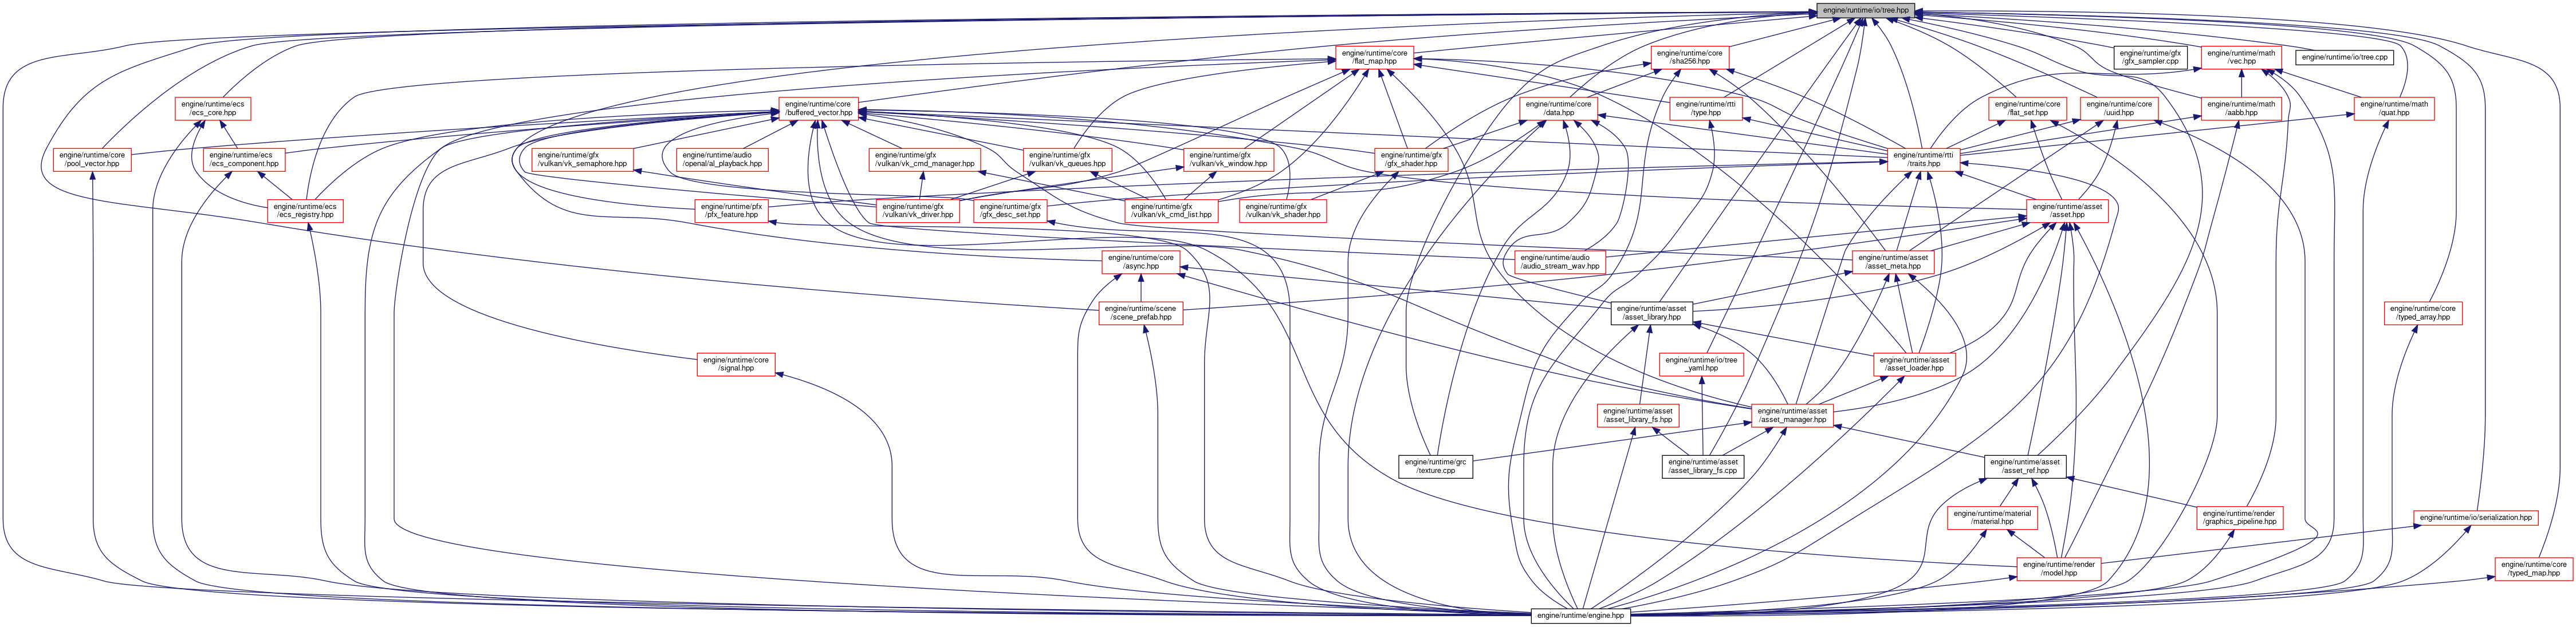 engine/runtime/io/tree.hpp
engine/runtime/core
/flat_map.hpp
engine/runtime/core
/sha256.hpp
engine/runtime/gfx
/gfx_sampler.cpp
engine/runtime/math
/vec.hpp
engine/runtime/io/tree.cpp
engine/runtime/ecs
/ecs_core.hpp
engine/runtime/core
/buffered_vector.hpp
engine/runtime/core
/data.hpp
engine/runtime/rtti
/type.hpp
engine/runtime/core
/flat_set.hpp
engine/runtime/core
/uuid.hpp
engine/runtime/math
/aabb.hpp
engine/runtime/math
/quat.hpp
engine/runtime/core
/pool_vector.hpp
engine/runtime/ecs
/ecs_component.hpp
engine/runtime/gfx
/vulkan/vk_semaphore.hpp
engine/runtime/audio
/openal/al_playback.hpp
engine/runtime/gfx
/vulkan/vk_cmd_manager.hpp
engine/runtime/gfx
/vulkan/vk_queues.hpp
engine/runtime/gfx
/vulkan/vk_window.hpp
engine/runtime/gfx
/gfx_shader.hpp
engine/runtime/rtti
/traits.hpp
engine/runtime/ecs
/ecs_registry.hpp
engine/runtime/pfx
/pfx_feature.hpp
engine/runtime/gfx
/vulkan/vk_driver.hpp
engine/runtime/gfx
/gfx_desc_set.hpp
engine/runtime/gfx
/vulkan/vk_cmd_list.hpp
engine/runtime/gfx
/vulkan/vk_shader.hpp
engine/runtime/asset
/asset.hpp
engine/runtime/core
/async.hpp
engine/runtime/audio
/audio_stream_wav.hpp
engine/runtime/asset
/asset_meta.hpp
engine/runtime/scene
/scene_prefab.hpp
engine/runtime/asset
/asset_library.hpp
engine/runtime/core
/typed_array.hpp
engine/runtime/core
/signal.hpp
engine/runtime/io/tree
_yaml.hpp
engine/runtime/asset
/asset_loader.hpp
engine/runtime/asset
/asset_library_fs.hpp
engine/runtime/asset
/asset_manager.hpp
engine/runtime/grc
/texture.cpp
engine/runtime/asset
/asset_library_fs.cpp
engine/runtime/asset
/asset_ref.hpp
engine/runtime/material
/material.hpp
engine/runtime/render
/graphics_pipeline.hpp
engine/runtime/io/serialization.hpp
engine/runtime/render
/model.hpp
engine/runtime/core
/typed_map.hpp
engine/runtime/engine.hpp